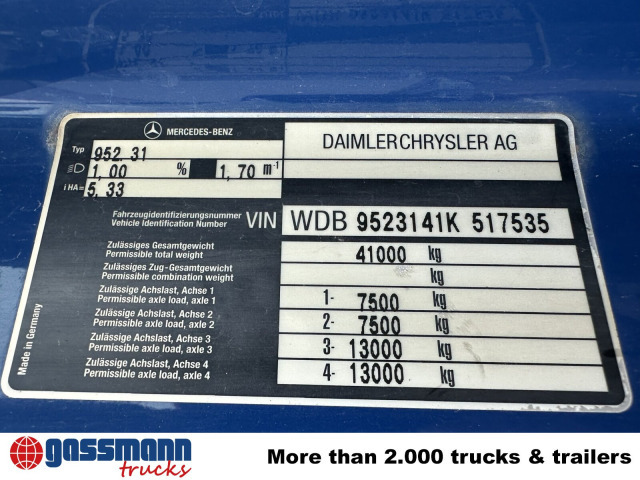 MERCEDES-BENZ
DAIMLERCHRYSLER AG
Typ 952.31
1,00 % 1,70 m⁻¹
i HA= 5,33
Fahrzeugidentifizierungsnummer
Vehicle Identification Number
VIN WDB 9523141K 517535
Zulässiges Gesamtgewicht
Permissible total weight
41000 kg
Zulässiges Zug-Gesamtgewicht
Permissible combination weight
kg
Zulässige Achslast, Achse 1
Permissible axle load, axle 1
1- 7500 kg
Zulässige Achslast, Achse 2
Permissible axle load, axle 2
2- 7500 kg
Zulässige Achslast, Achse 3
Permissible axle load, axle 3
3- 13000 kg
Zulässige Achslast, Achse 4
Permissible axle load, axle 4
4- 13000 kg
Made in Germany
gassmann
trucks
More than 2.000 trucks & trailers